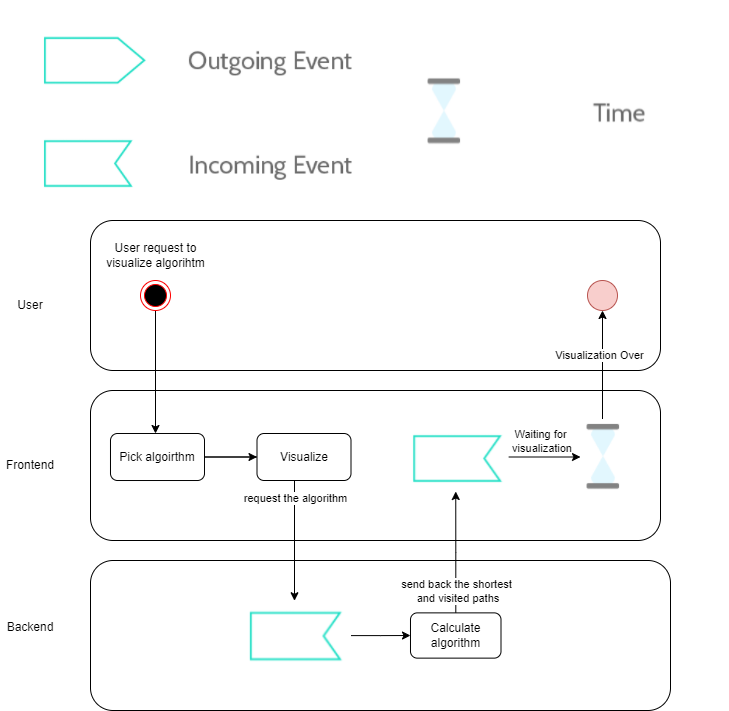 Outgoing Event
Time
Incoming Event
User request to
visualize algorihtm
User
Visualization Over
Frontend
Pick algoirthm
Visualize
Waiting for
visualization
request the algorithm
send back the shortest
and visited paths
Backend
Calculate
algorithm